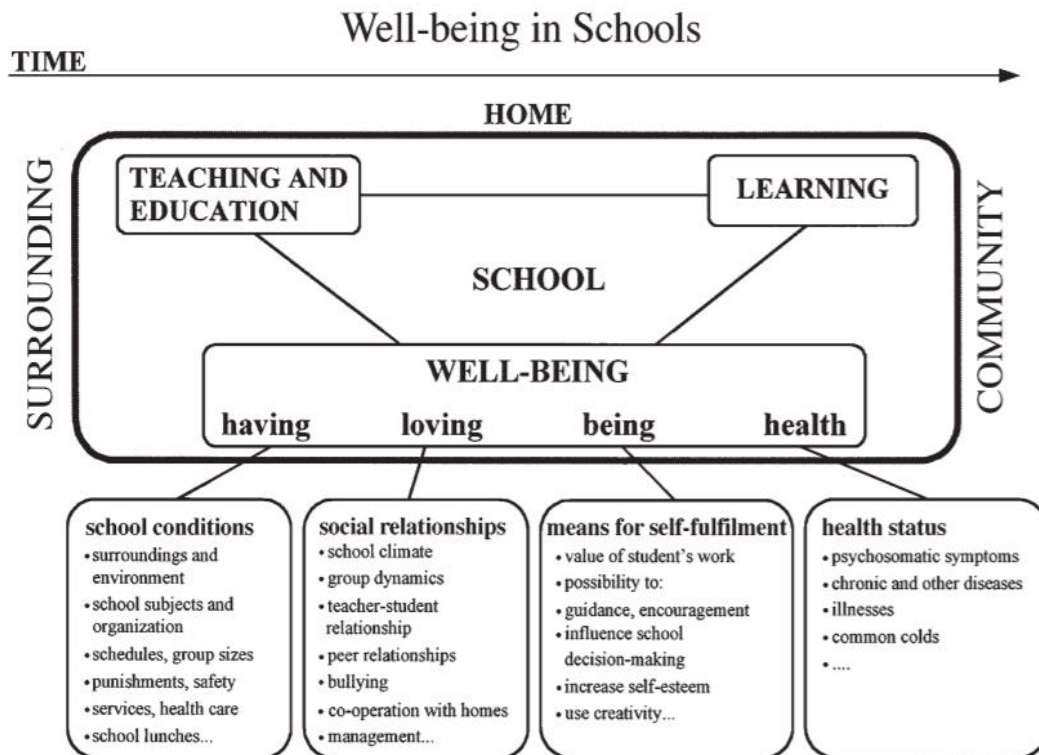 Well-being in Schools
TIME
HOME
SURROUNDING
COMMUNITY
TEACHING AND
EDUCATION
LEARNING
SCHOOL
WELL-BEING
having loving being health
school conditions
• surroundings and
environment
• school subjects and
organization
• schedules, group sizes
• punishments, safety
• services, health care
• school lunches...
social relationships
• school climate
• group dynamics
• teacher-student
relationship
• peer relationships
• bullying
• co-operation with homes
• management...
means for self-fulfilment
• value of student's work
• possibility to:
• guidance, encouragement
• influence school
decision-making
• increase self-esteem
• use creativity...
health status
• psychosomatic symptoms
• chronic and other diseases
• illnesses
• common colds
• ....